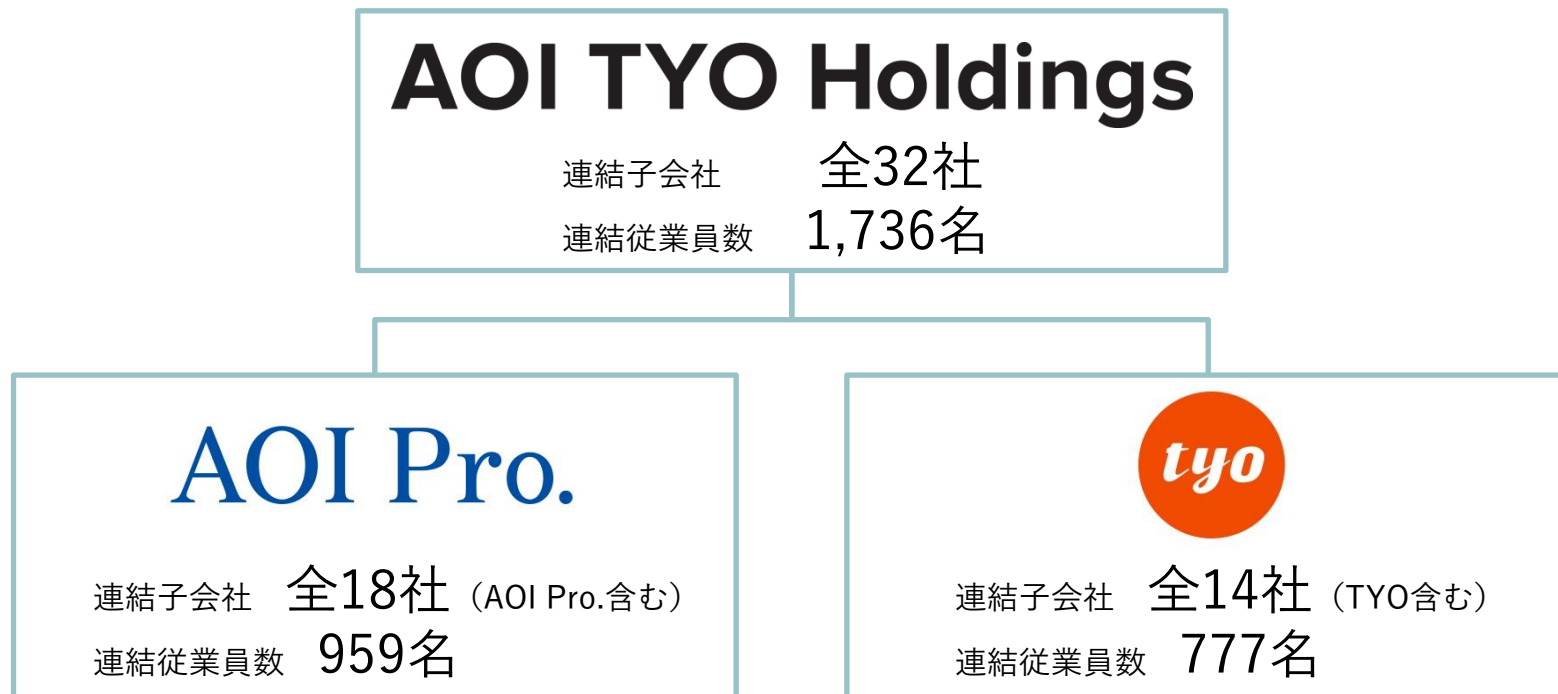 AOI TYO Holdings
連結子会社 全32社
連結従業員数 1,736名
AOI Pro.
連結子会社 全18社（AOI Pro.含む）
連結従業員数 959名
tyo
連結子会社 全14社（TYO含む）
連結従業員数 777名